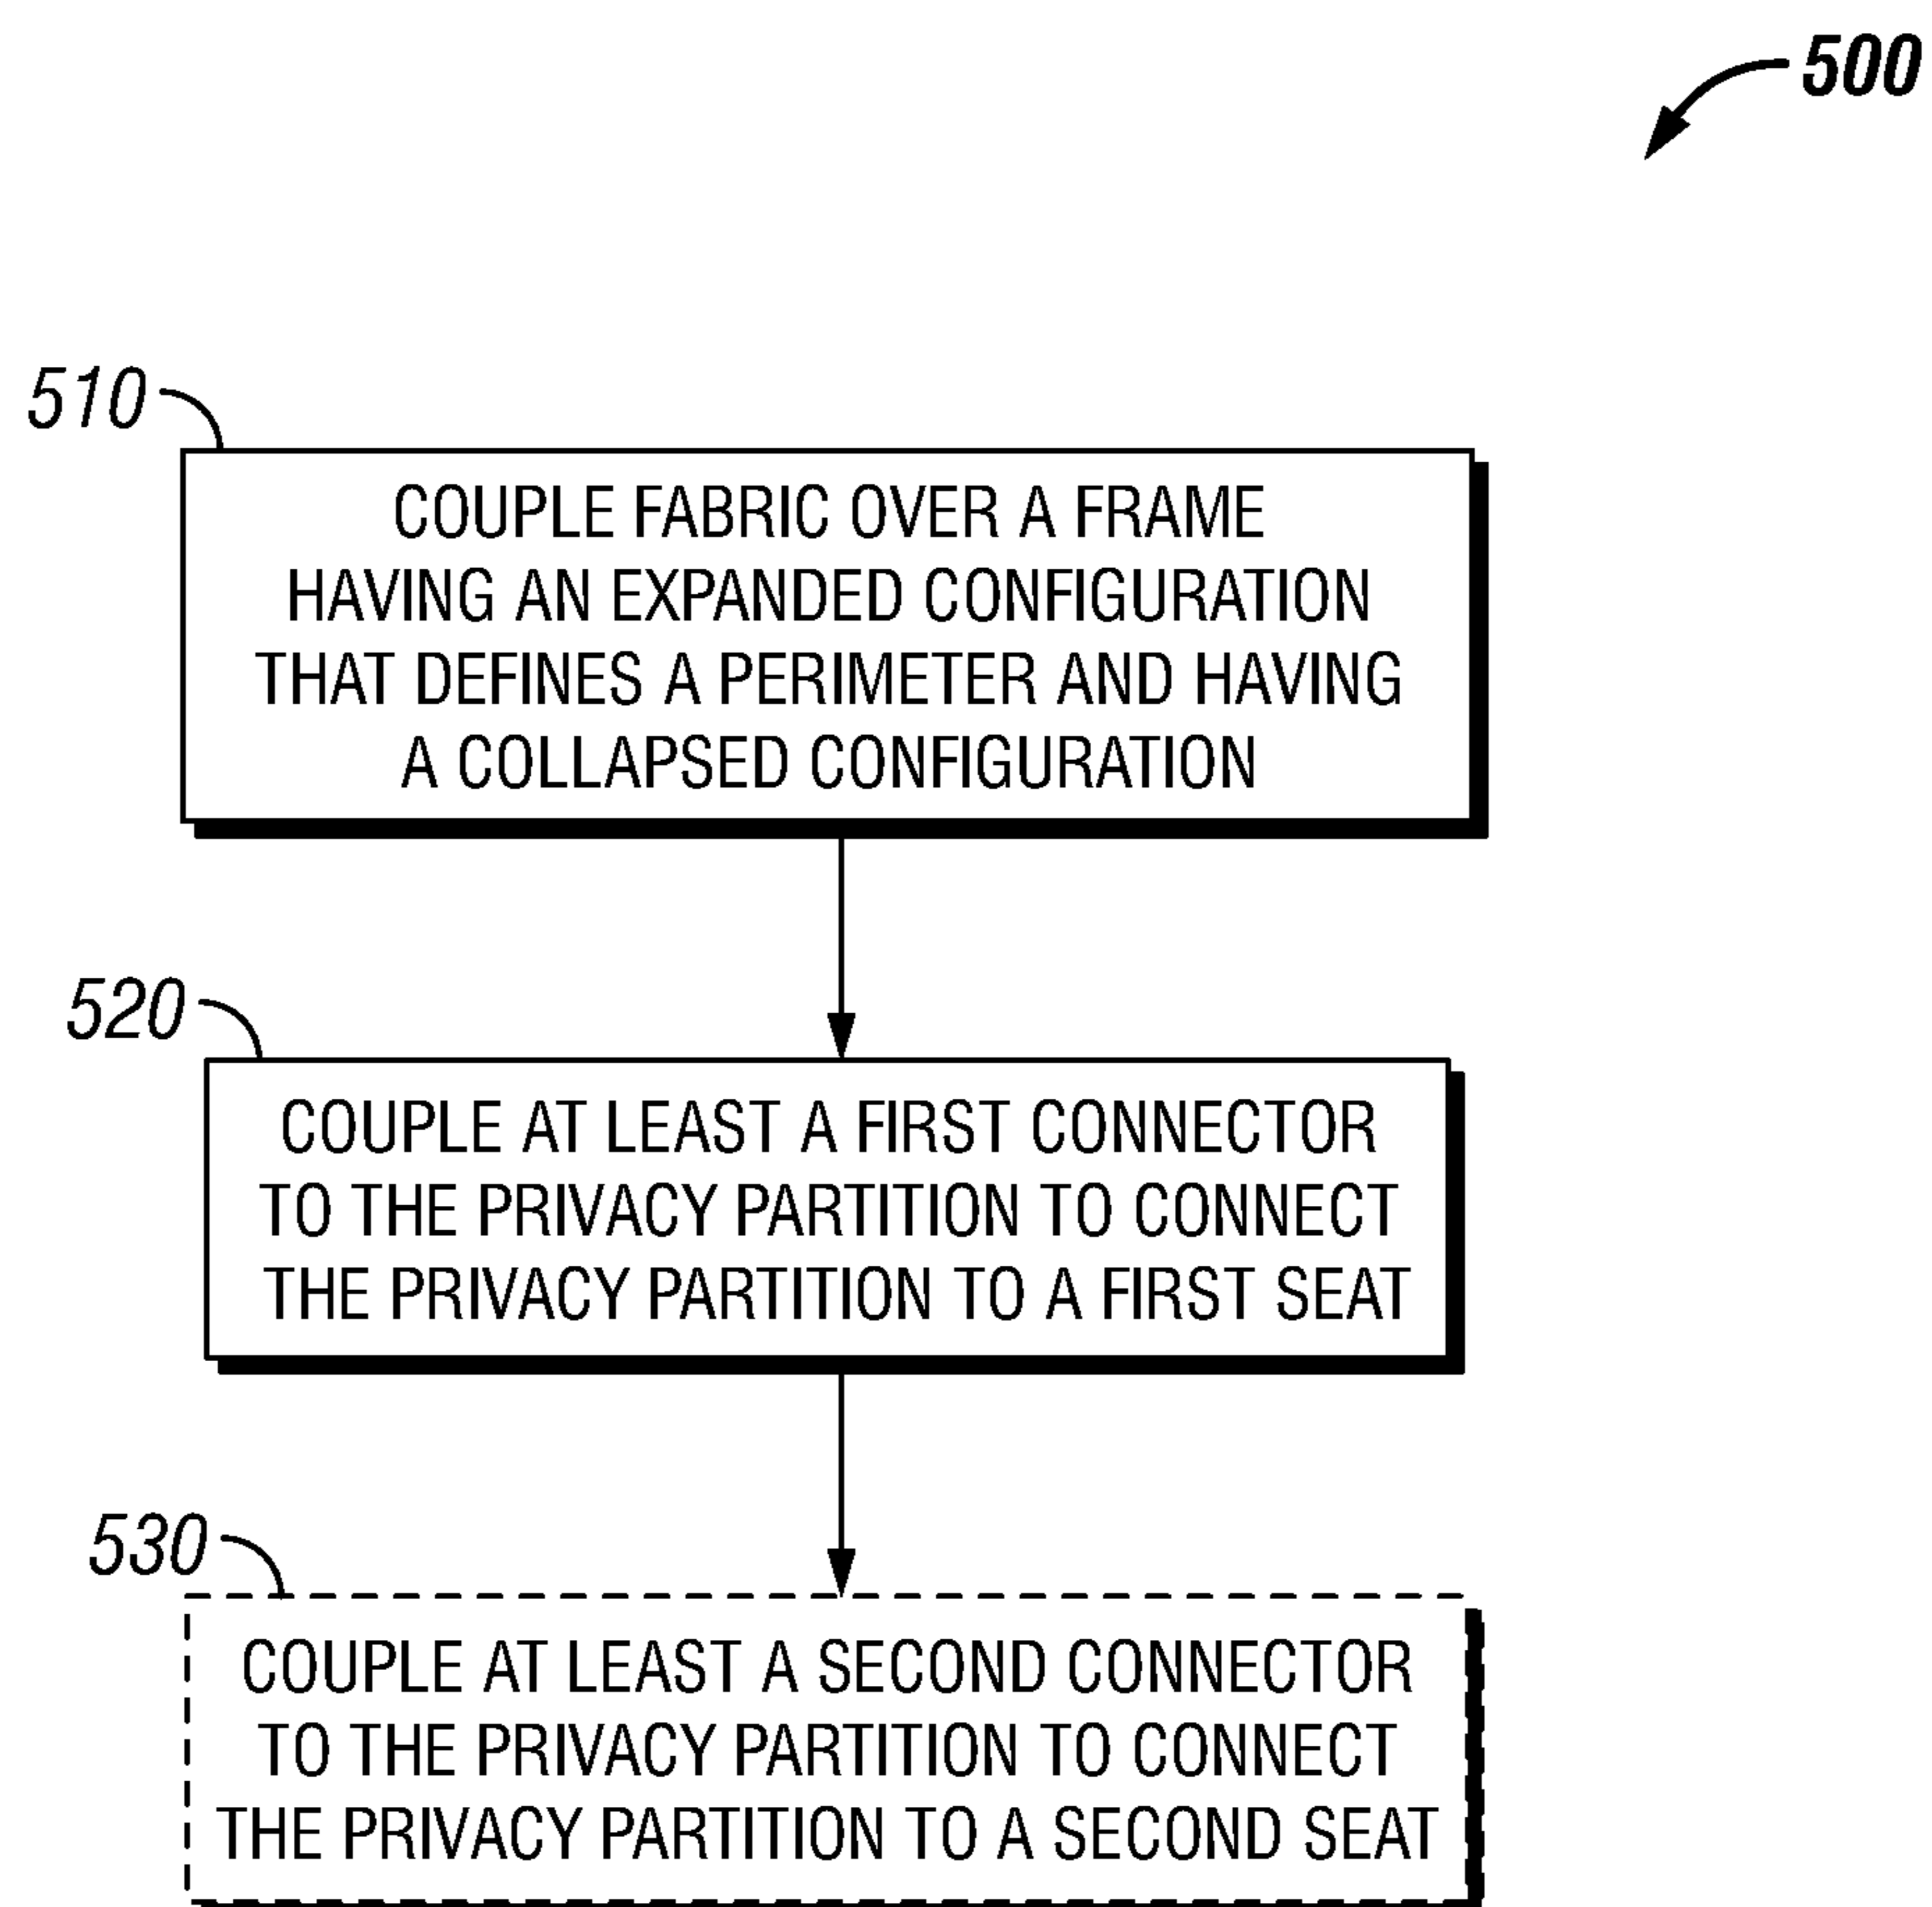 500
510
COUPLE FABRIC OVER A FRAME
HAVING AN EXPANDED CONFIGURATION
THAT DEFINES A PERIMETER AND HAVING
A COLLAPSED CONFIGURATION
520
COUPLE AT LEAST A FIRST CONNECTOR
TO THE PRIVACY PARTITION TO CONNECT
THE PRIVACY PARTITION TO A FIRST SEAT
530
COUPLE AT LEAST A SECOND CONNECTOR
TO THE PRIVACY PARTITION TO CONNECT
THE PRIVACY PARTITION TO A SECOND SEAT